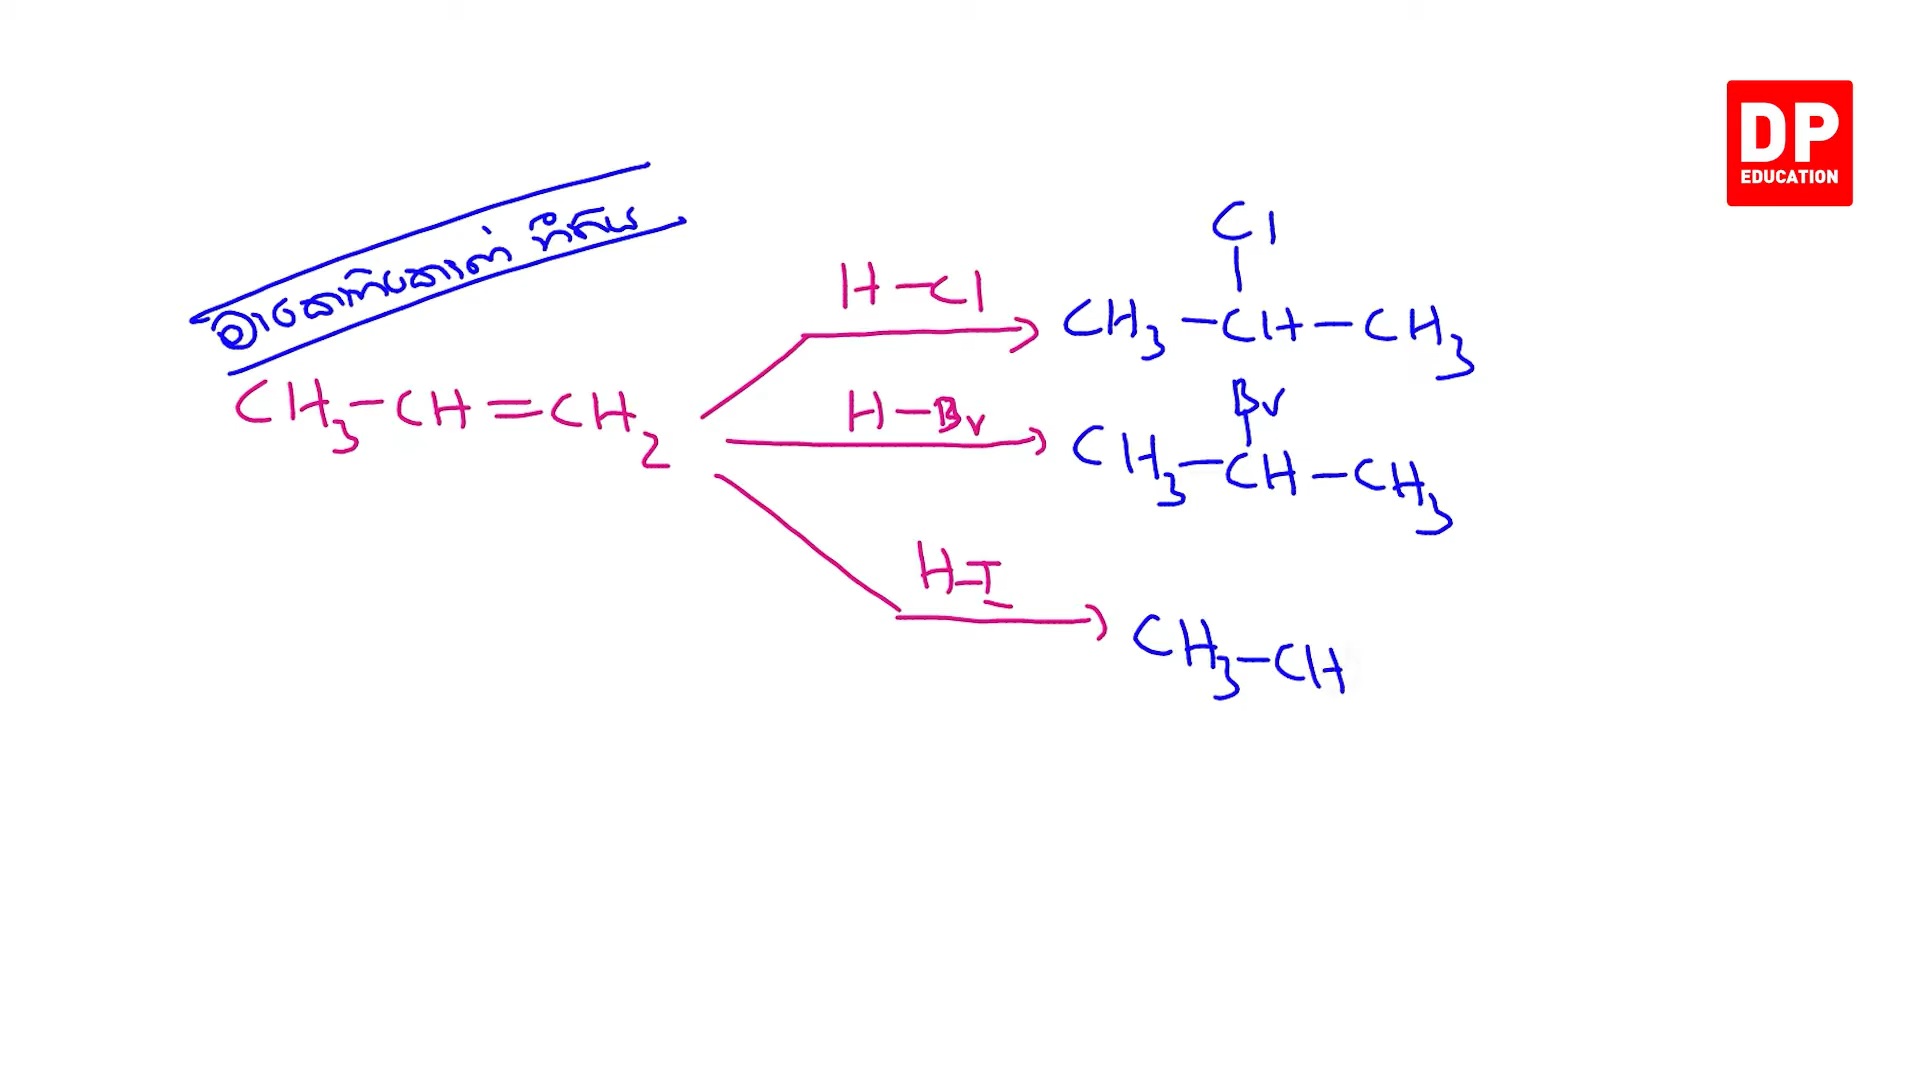 DP
EDUCATION
Cl
H-Cl
CH3-CH-CH3
CH3-CH=CH2
H-Br
Br
CH3-CH-CH3
H-I
CH3-CH